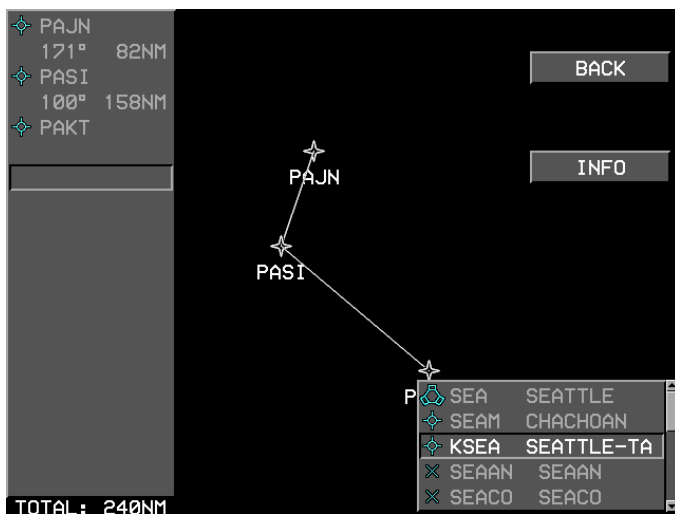 PAJN
171° 82NM
PASI
100° 158NM
PAKT
TOTAL: 240NM
BACK
INFO
PAJN
PASI
P
SEA SEATTLE
SEAM CHACHOAN
KSEA SEATTLE-TA
SEAAN SEAAN
SEACO SEACO